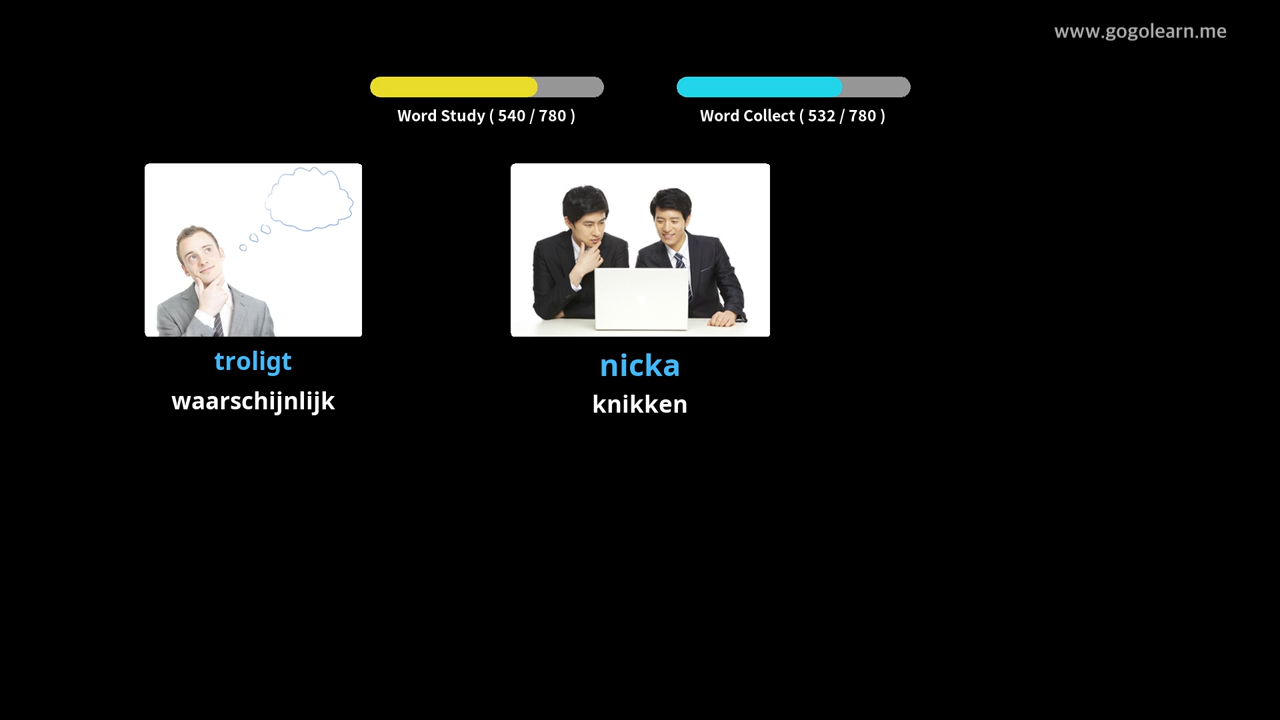 www.gogolearn.me
Word Study ( 540 / 780 )
Word Collect ( 532 / 780 )
troligt
waarschijnlijk
nicka
knikken